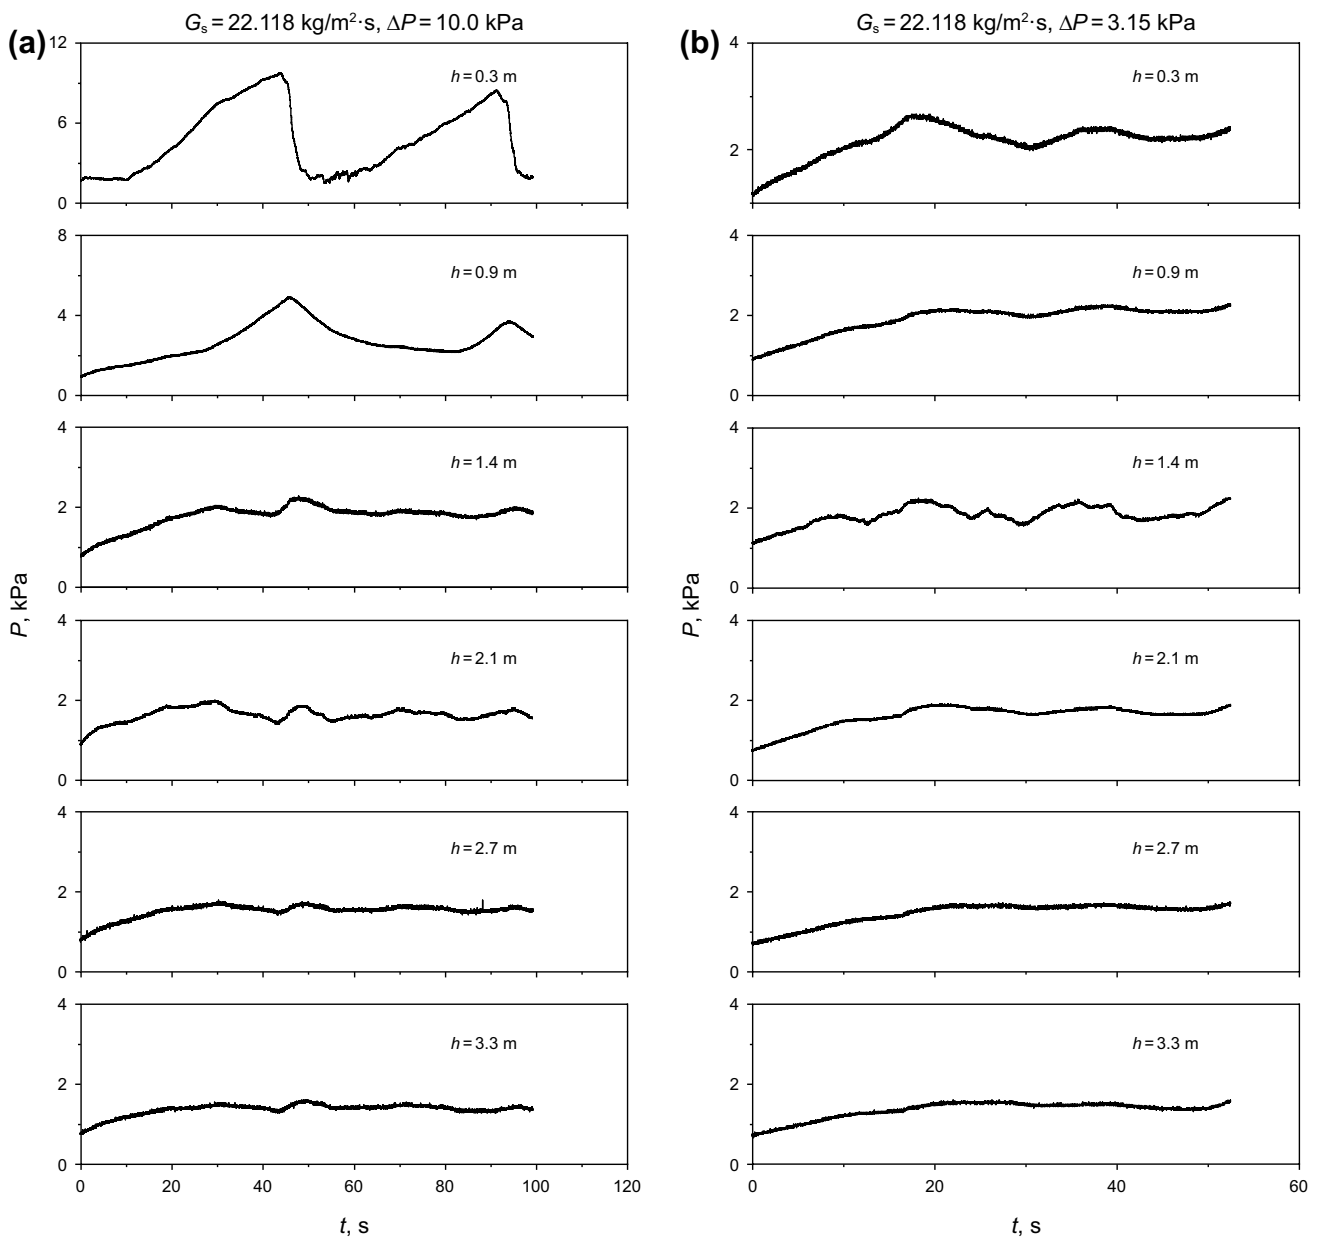 (a)
G_s = 22.118 kg/m²·s, ΔP = 10.0 kPa
12
6
0
h = 0.3 m
8
4
0
h = 0.9 m
4
2
0
h = 1.4 m
4
2
0
h = 2.1 m
4
2
0
h = 2.7 m
4
2
0
h = 3.3 m
0 20 40 60 80 100 120
P, kPa
t, s
(b)
G_s = 22.118 kg/m²·s, ΔP = 3.15 kPa
4
2
h = 0.3 m
4
2
0
h = 0.9 m
4
2
0
h = 1.4 m
4
2
0
h = 2.1 m
4
2
0
h = 2.7 m
4
2
0
h = 3.3 m
0 20 40 60
P, kPa
t, s